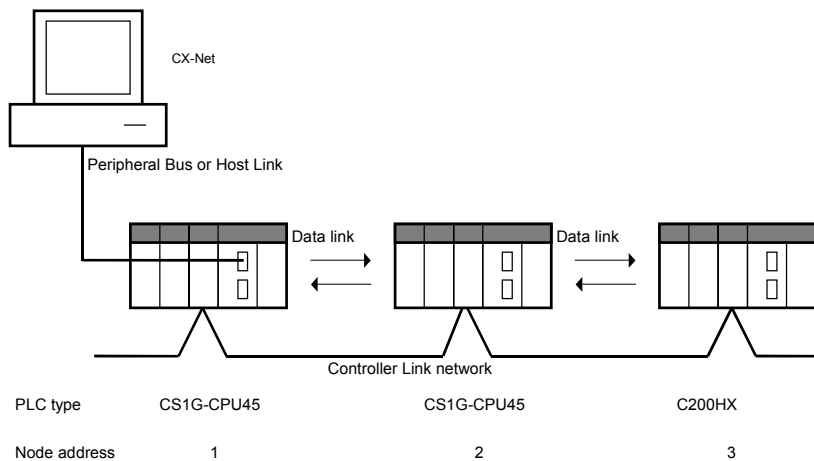 CX-Net
Peripheral Bus or Host Link
Data link
Data link
Controller Link network
PLC type CS1G-CPU45 CS1G-CPU45 C200HX
Node address 1 2 3